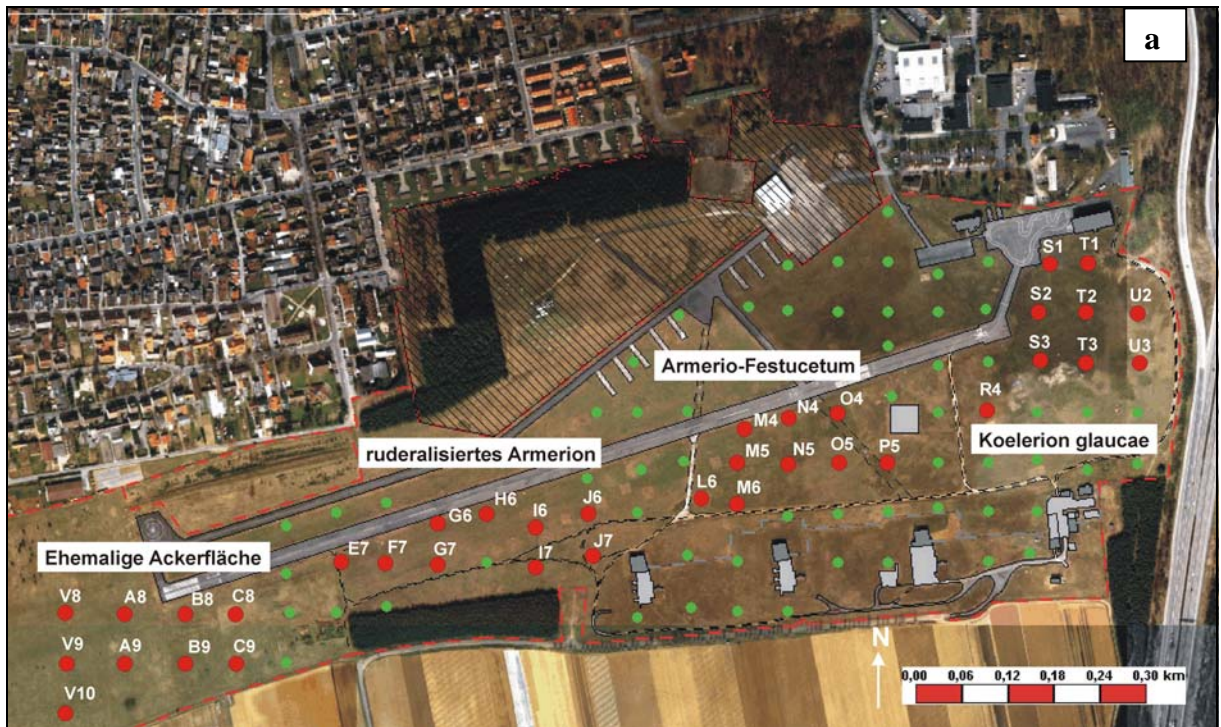 a
S1 T1
S2 T2 U2
S3 T3 U3
Armerio-Festucetum
R4
M4 N4 O4
Koelerion glaucae
ruderalisiertes Armerion
M5 N5 O5 P5
L6 M6
G6 H6 I6 J6
Ehemalige Ackerfläche
E7 F7 G7 I7 J7
V8 A8 B8 C8
V9 A9 B9 C9
V10
N
0,00 0,06 0,12 0,18 0,24 0,30 km